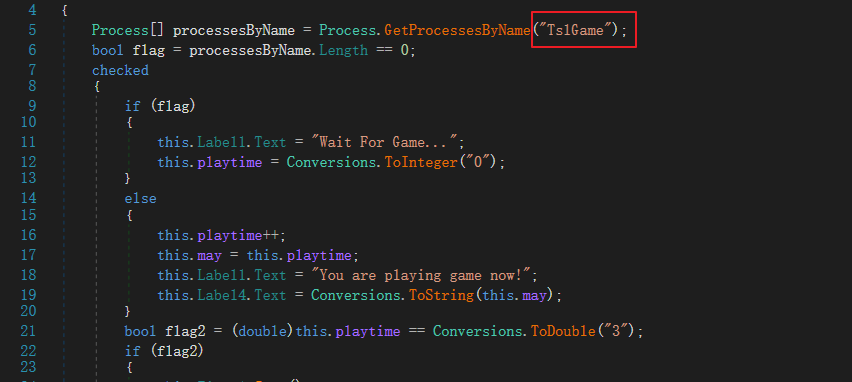 4 {
5 Process[] processesByName = Process.GetProcessesByName("TslGame");
6 bool flag = processesByName.Length == 0;
7 checked
8 {
9 if (flag)
10 {
11 this.Label1.Text = "Wait For Game...";
12 this.playtime = Conversions.ToInteger("0");
13 }
14 else
15 {
16 this.playtime++;
17 this.may = this.playtime;
18 this.Label1.Text = "You are playing game now!";
19 this.Label4.Text = Conversions.ToString(this.may);
20 }
21 bool flag2 = (double)this.playtime == Conversions.ToDouble("3");
22 if (flag2)
23 {